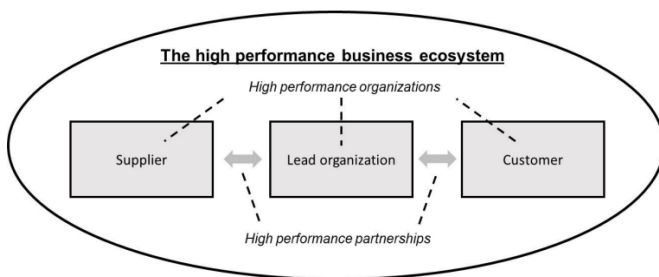 The high performance business ecosystem
High performance organizations
Supplier
Lead organization
Customer
High performance partnerships